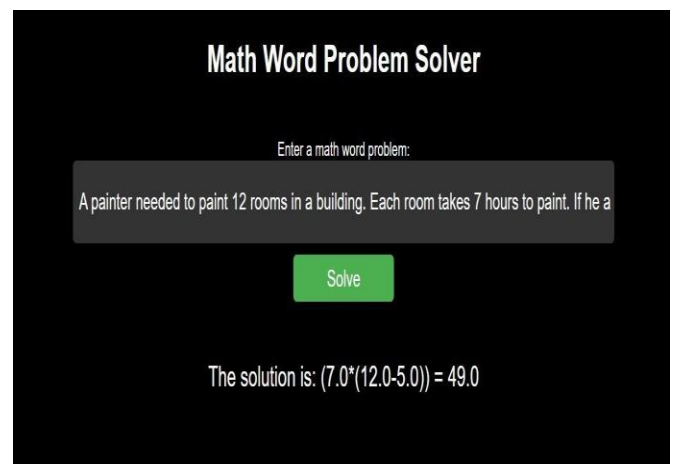 Math Word Problem Solver
Enter a math word problem:
A painter needed to paint 12 rooms in a building. Each room takes 7 hours to paint. If he a
Solve
The solution is: (7.0*(12.0-5.0)) = 49.0